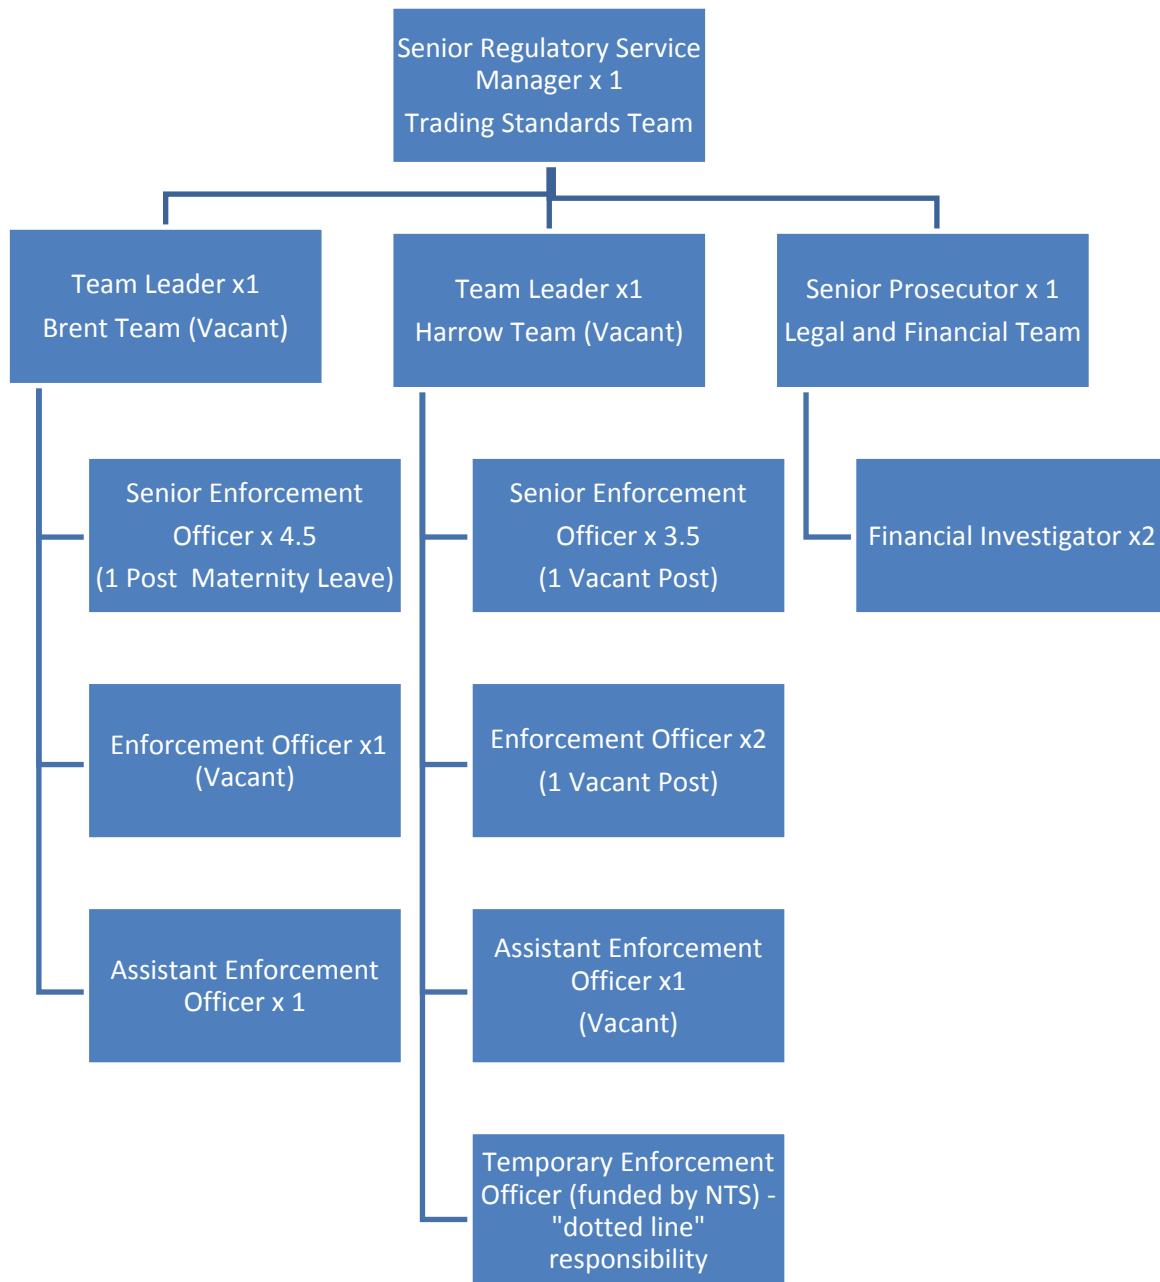 Senior Regulatory Service
Manager x 1
Trading Standards Team
Team Leader x1
Brent Team (Vacant)
Team Leader x1
Harrow Team (Vacant)
Senior Prosecutor x 1
Legal and Financial Team
Senior Enforcement
Officer x 4.5
(1 Post  Maternity Leave)
Senior Enforcement
Officer x 3.5
(1 Vacant Post)
Financial Investigator x2
Enforcement Officer x1
(Vacant)
Enforcement Officer x2
(1 Vacant Post)
Assistant Enforcement
Officer x 1
Assistant Enforcement
Officer x1
(Vacant)
Temporary Enforcement
Officer (funded by NTS) -
"dotted line"
responsibility